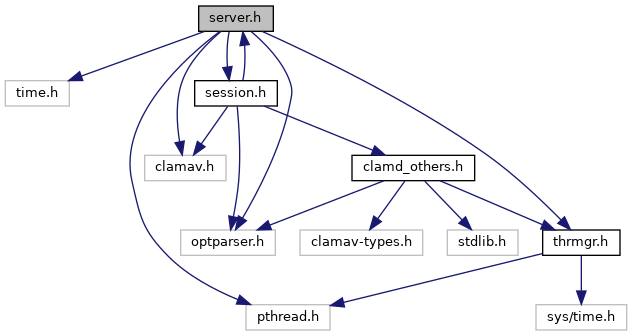 server.h
time.h
session.h
clamav.h
clamd_others.h
optparser.h
clamav-types.h
stdlib.h
thrmgr.h
pthread.h
sys/time.h